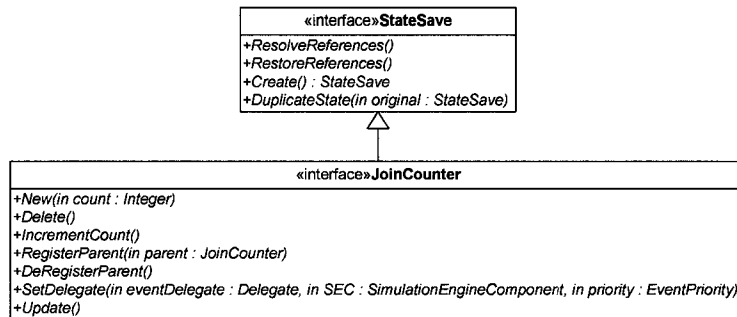 «interface»StateSave
+ResolveReferences()
+RestoreReferences()
+Create() : StateSave
+DuplicateState(in original : StateSave)
«interface»JoinCounter
+New(in count : Integer)
+Delete()
+IncrementCount()
+RegisterParent(in parent : JoinCounter)
+DeRegisterParent()
+SetDelegate(in eventDelegate : Delegate, in SEC : SimulationEngineComponent, in priority : EventPriority)
+Update()